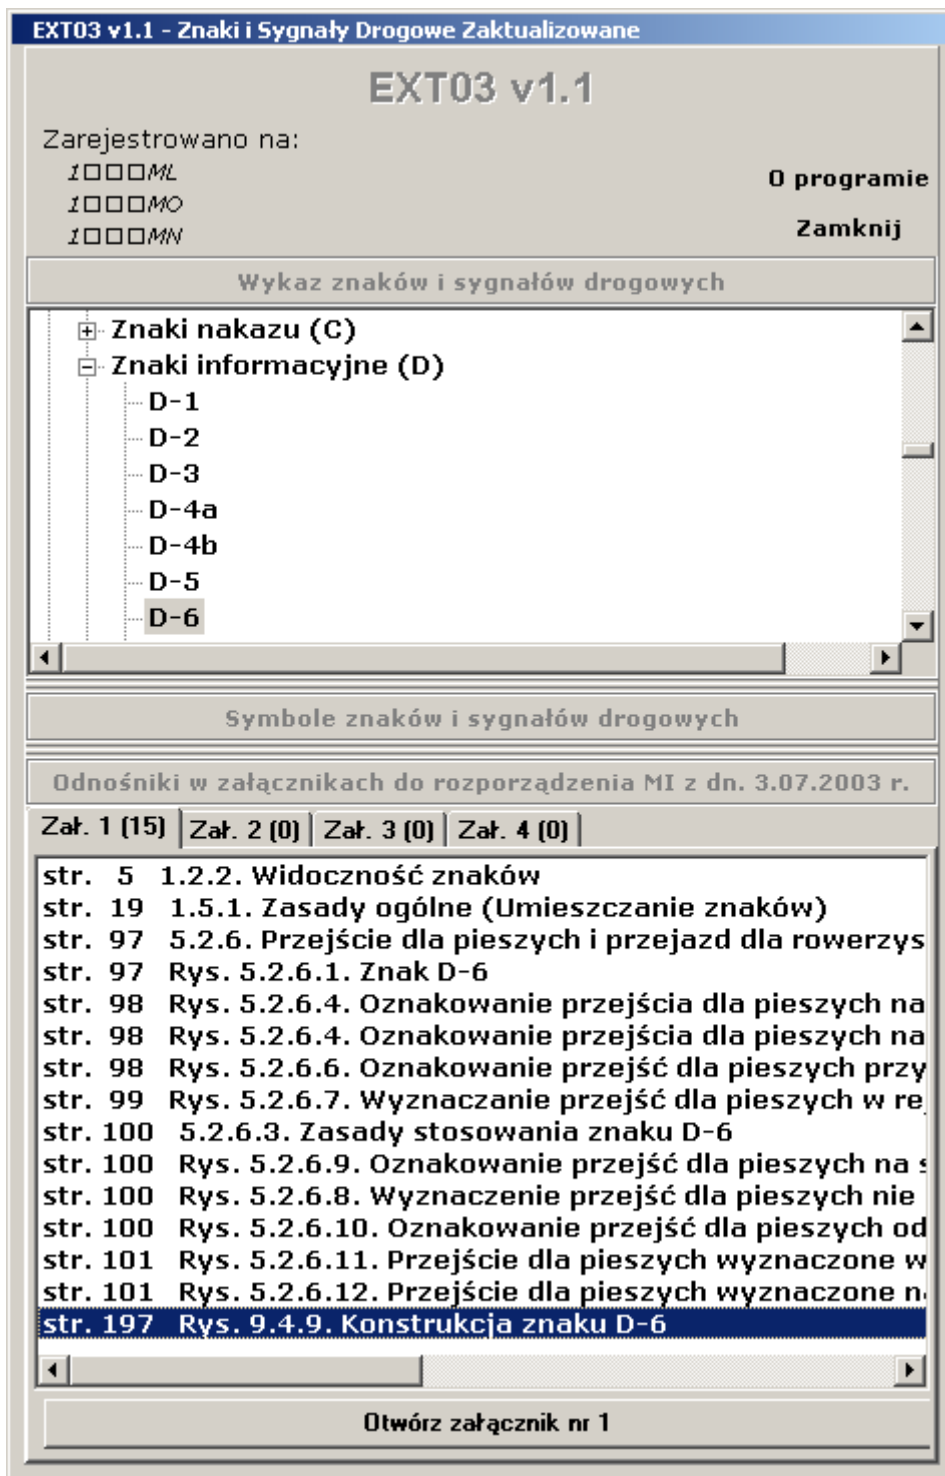 EXT03 v1.1 - Znaki i Sygnały Drogowe Zaktualizowane
EXT03 v1.1
Zarejestrowano na:
1□□□ML
O programie
1□□□MO
Zamknij
1□□□MN
Wykaz znaków i sygnałów drogowych
Znaki nakazu (C)
Znaki informacyjne (D)
D-1
D-2
D-3
D-4a
D-4b
D-5
D-6
Symbole znaków i sygnałów drogowych
Odnośniki w załącznikach do rozporządzenia MI z dn. 3.07.2003 r.
Zał. 1 (15) Zał. 2 (0) Zał. 3 (0) Zał. 4 (0)
str. 5 1.2.2. Widoczność znaków
str. 19 1.5.1. Zasady ogólne (Umieszczanie znaków)
str. 97 5.2.6. Przejście dla pieszych i przejazd dla rowerzys
str. 97 Rys. 5.2.6.1. Znak D-6
str. 98 Rys. 5.2.6.4. Oznakowanie przejścia dla pieszych na
str. 98 Rys. 5.2.6.4. Oznakowanie przejścia dla pieszych na
str. 98 Rys. 5.2.6.6. Oznakowanie przejść dla pieszych przy
str. 99 Rys. 5.2.6.7. Wyznaczanie przejść dla pieszych w re
str. 100 5.2.6.3. Zasady stosowania znaku D-6
str. 100 Rys. 5.2.6.9. Oznakowanie przejść dla pieszych na s
str. 100 Rys. 5.2.6.8. Wyznaczenie przejść dla pieszych nie
str. 100 Rys. 5.2.6.10. Oznakowanie przejść dla pieszych od
str. 101 Rys. 5.2.6.11. Przejście dla pieszych wyznaczone w
str. 101 Rys. 5.2.6.12. Przejście dla pieszych wyznaczone na
str. 197 Rys. 9.4.9. Konstrukcja znaku D-6
Otwórz załącznik nr 1